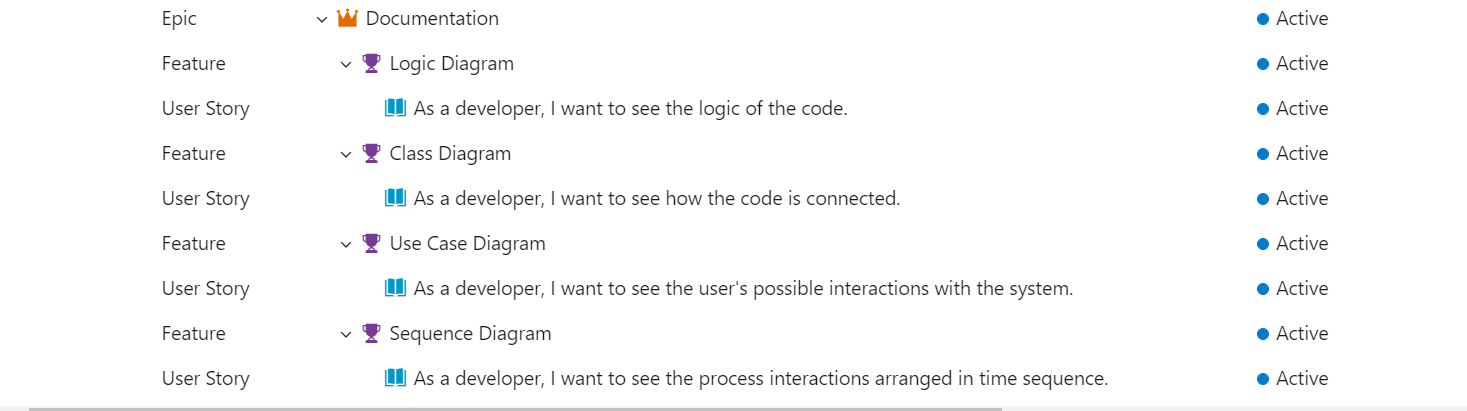 Epic Documentation Active
Feature Logic Diagram Active
User Story As a developer, I want to see the logic of the code. Active
Feature Class Diagram Active
User Story As a developer, I want to see how the code is connected. Active
Feature Use Case Diagram Active
User Story As a developer, I want to see the user's possible interactions with the system. Active
Feature Sequence Diagram Active
User Story As a developer, I want to see the process interactions arranged in time sequence. Active